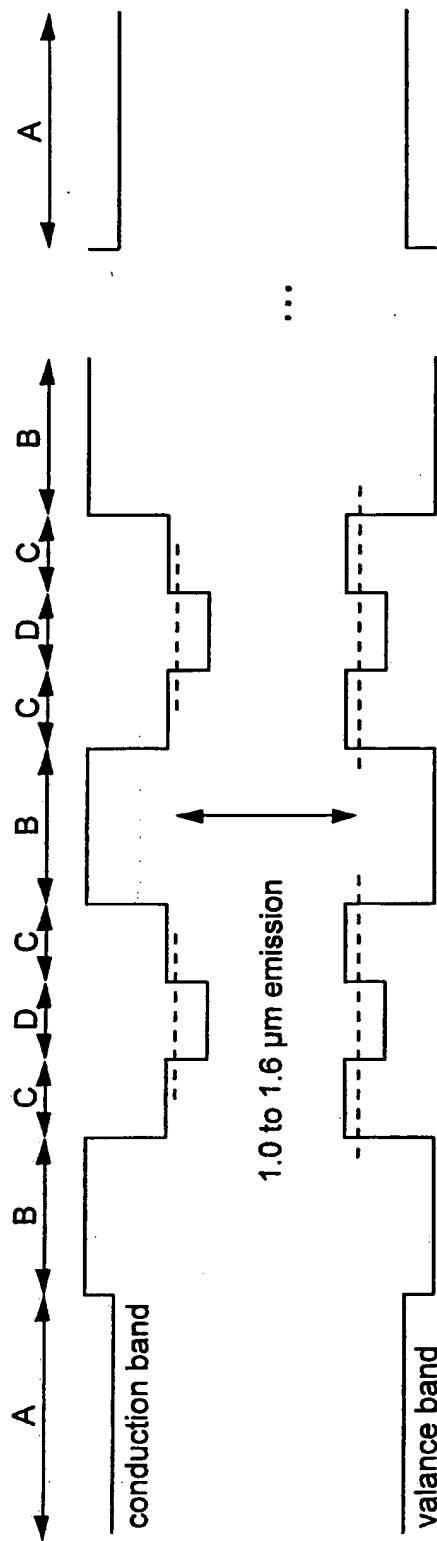 A B C D C B C D C B A
conduction band
1.0 to 1.6 µm emission
...
valance band